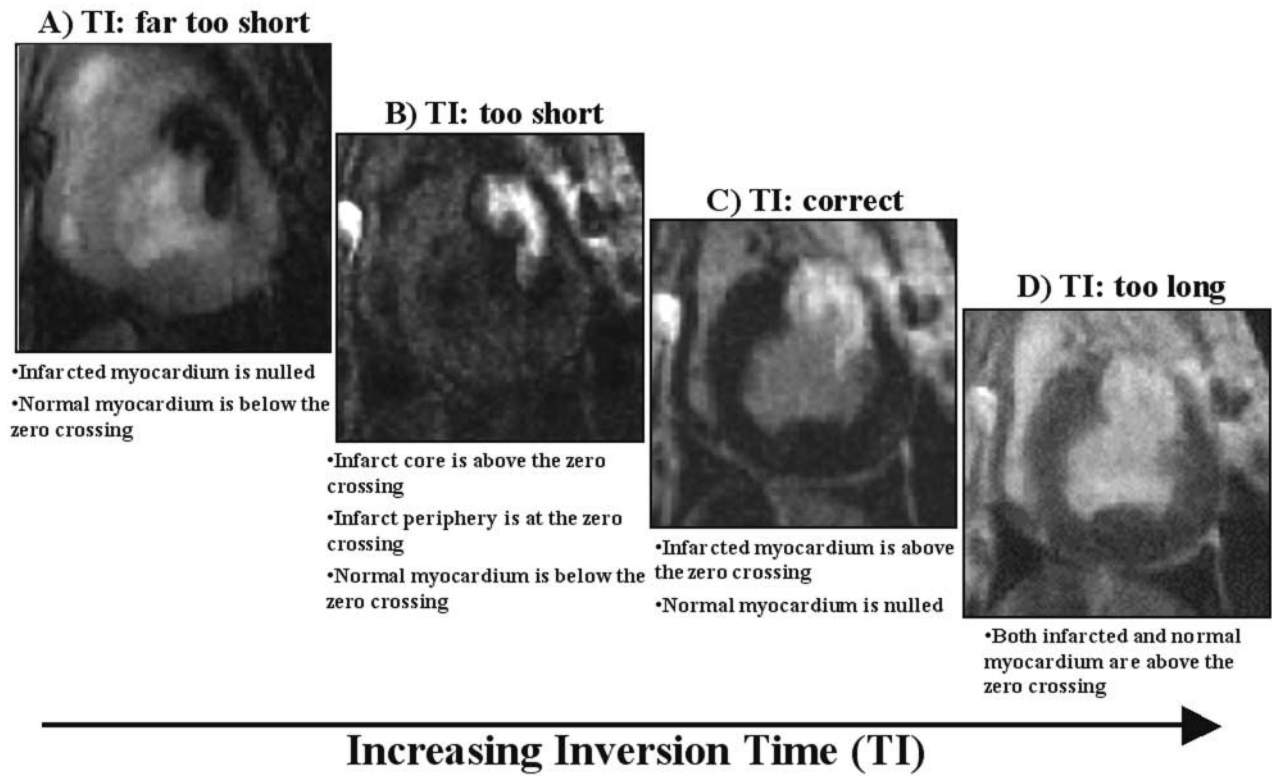 A) TI: far too short
•Infarcted myocardium is nulled
•Normal myocardium is below the
zero crossing
B) TI: too short
•Infarct core is above the zero
crossing
•Infarct periphery is at the zero
crossing
•Normal myocardium is below the
zero crossing
C) TI: correct
•Infarcted myocardium is above
the zero crossing
•Normal myocardium is nulled
D) TI: too long
•Both infarcted and normal
myocardium are above the
zero crossing
Increasing Inversion Time (TI)